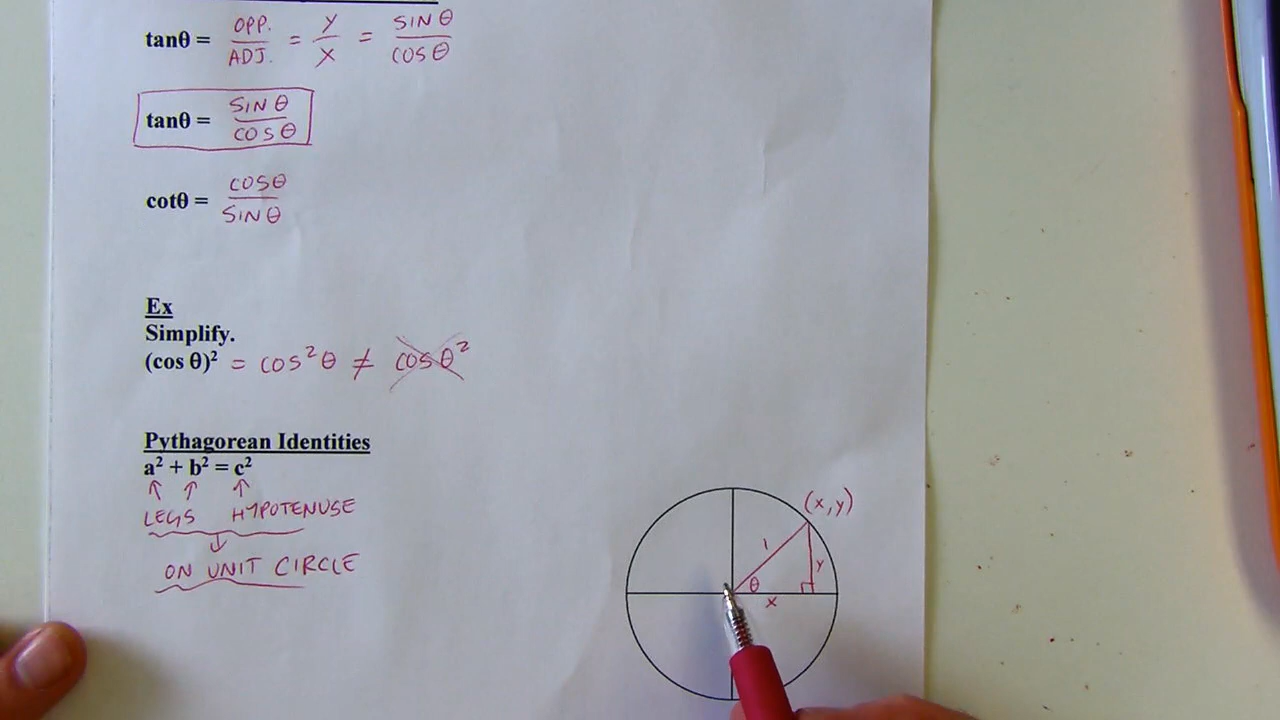 tanθ = OPP./ADJ. = Y/X = SIN θ/COS θ
tanθ = SIN θ/COS θ
cotθ = COSθ/SIN θ
Ex
Simplify.
(cos θ)² = COS²θ ≠ COS θ²
Pythagorean Identities
a² + b² = c²
LEGS HYPOTENUSE
ON UNIT CIRCLE
(x,y)
1
y
θ
x